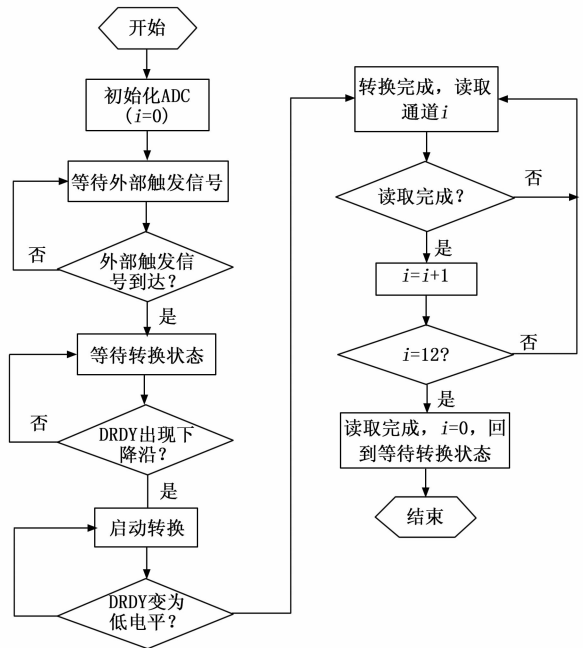 开始
初始化ADC
(i=0)
等待外部触发信号
外部触发信
号到达？
否
是
等待转换状态
DRDY出现下
降沿？
否
是
启动转换
DRDY变为
低电平？
转换完成，读取
通道i
读取完成？
否
是
i=i+1
i=12?
否
是
读取完成，i=0，回
到等待转换状态
结束